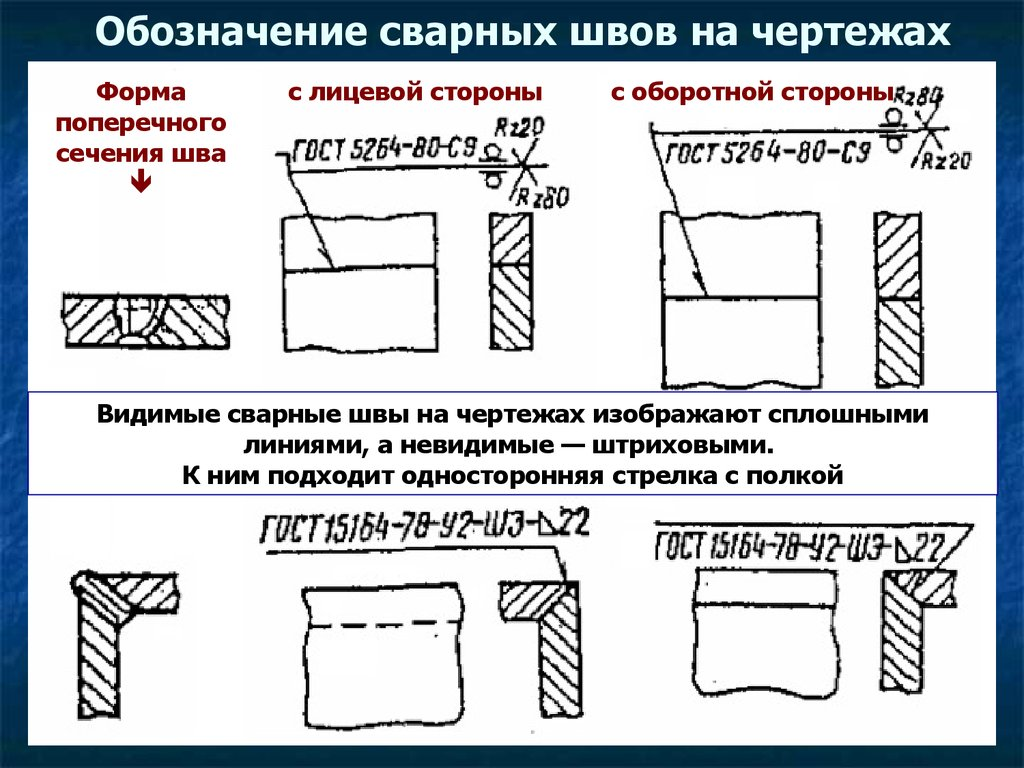 Обозначение сварных швов на чертежах
Форма
поперечного
сечения шва
с лицевой стороны
с оборотной стороны
Rz20
ГОСТ 5264-80-С9
Rz80
Rz80
ГОСТ 5264-80-С9
Rz20
Видимые сварные швы на чертежах изображают сплошными
линиями, а невидимые — штриховыми.
К ним подходит односторонняя стрелка с полкой
ГОСТ15164-78-У2-ШЭ-◺22
ГОСТ 15164-78-У2-ШЭ-◺22